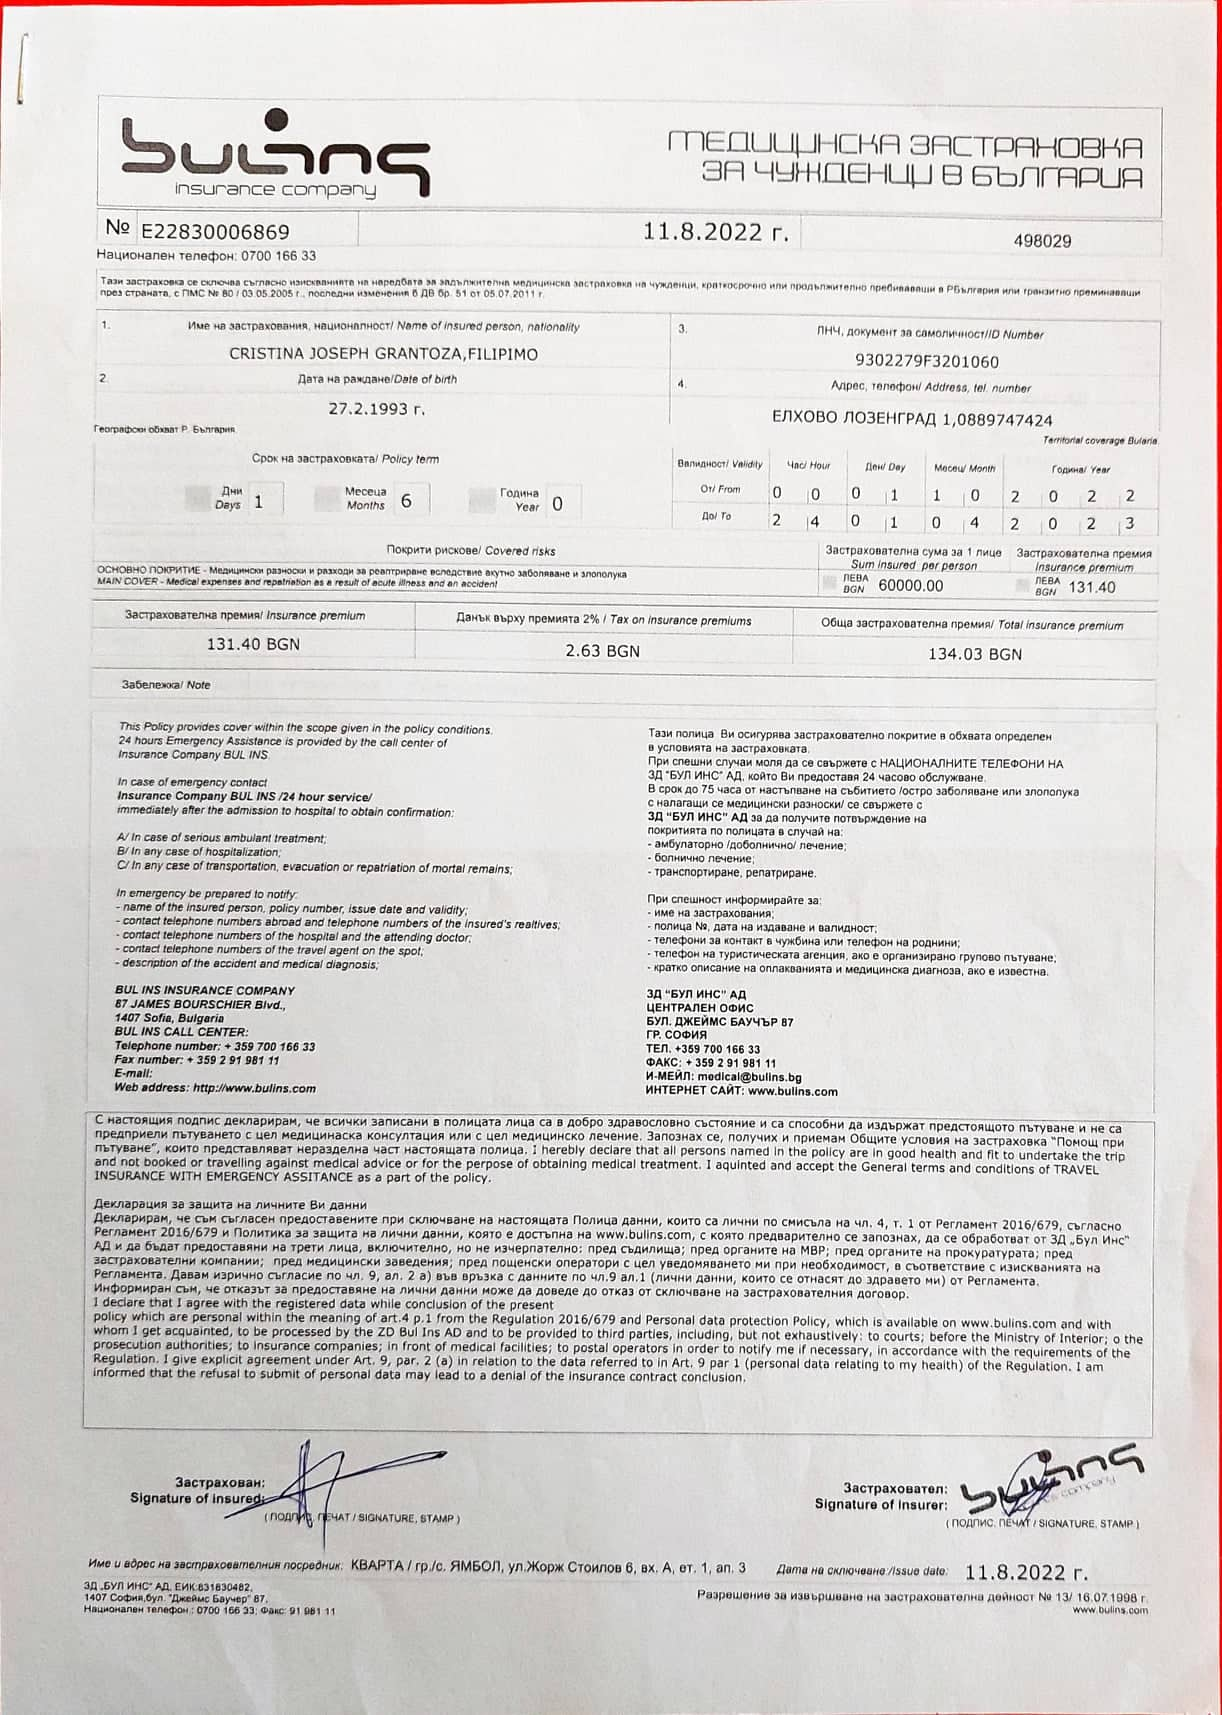 bulins
insurance company
МЕДИЦИНСКА ЗАСТРАНОВКА
ЗА ЧУЖДЕНЦИ В БЪЛГАРИЯ
№ E22830006869 11.8.2022 г. 498029
Национален телефон: 0700 166 33
Тази застраховка се сключва съгласно изискванията на наредбата за задължителна медицинска застраховка на чужденци, краткосрочно или продължително пребиваващи в РБългария или транзитно преминаващи
през страната, с ПМС № 80 / 03.05.2005 г., последни изменения в ДВ бр. 51 от 05.07.2011 г.
1. Име на застрахования, националност/ Name of insured person, nationality
CRISTINA JOSEPH GRANTOZA,FILIPIMO
3. ЛНЧ, документ за самоличност/ID Number
9302279F3201060
2. Дата на раждане/Date of birth
27.2.1993 г.
4. Адрес, телефон/ Address, tel. number
ЕЛХОВО ЛОЗЕНГРАД 1,0889747424
Географски обхват Р. България
Territorial coverage Bularia
Срок на застраховката/ Policy term
Дни
Days 1
Месеца
Months 6
Година
Year 0
Валидност/ Validity Час/ Hour Ден/ Day Месец/ Month Година/ Year
От/ From 0 0 0 1 1 0 2 0 2 2
До/ To 2 4 0 1 0 4 2 0 2 3
Покрити рискове/ Covered risks
ОСНОВНО ПОКРИТИЕ - Медицински разноски и разходи за реаптриране вследствие акутно заболяване и злополука
MAIN COVER - Medical expenses and repatriation as a result of acute illness and an accident
Застрахователна сума за 1 лице
Sum insured per person
ЛЕВА
BGN 60000.00
Застрахователна премия
Insurance premium
ЛЕВА
BGN 131.40
Застрахователна премия/ Insurance premium
131.40 BGN
Данък върху премията 2% / Tax on insurance premiums
2.63 BGN
Обща застрахователна премия/ Total insurance premium
134.03 BGN
Забележка/ Note
This Policy provides cover within the scope given in the policy conditions.
24 hours Emergency Assistance is provided by the call center of
Insurance Company BUL INS.
In case of emergency contact
Insurance Company BUL INS /24 hour service/
immediately after the admission to hospital to obtain confirmation:
A/ In case of serious ambulant treatment;
B/ In any case of hospitalization;
C/ In any case of transportation, evacuation or repatriation of mortal remains;
In emergency be prepared to notify:
- name of the insured person, policy number, issue date and validity;
- contact telephone numbers abroad and telephone numbers of the insured's realtives;
- contact telephone numbers of the hospital and the attending doctor;
- contact telephone numbers of the travel agent on the spot;
- description of the accident and medical diagnosis;
BUL INS INSURANCE COMPANY
87 JAMES BOURSCHIER Blvd.,
1407 Sofia, Bulgaria
BUL INS CALL CENTER:
Telephone number: + 359 700 166 33
Fax number: + 359 2 91 981 11
E-mail:
Web address: http://www.bulins.com
Тази полица Ви осигурява застрахователно покритие в обхвата определен
в условията на застраховката.
При спешни случаи моля да се свържете с НАЦИОНАЛНИТЕ ТЕЛЕФОНИ НА
ЗД "БУЛ ИНС" АД, който Ви предоставя 24 часово обслужване.
В срок до 75 часа от настъпване на събитието /остро заболяване или злополука
с налагащи се медицински разноски/ се свържете с
ЗД "БУЛ ИНС" АД за да получите потвърждение на
покритията по полицата в случай на:
- амбулаторно /доболнично/ лечение;
- болнично лечение;
- транспортиране, репатриране.
При спешност информирайте за:
- име на застрахования;
- полица №, дата на издаване и валидност;
- телефони за контакт в чужбина или телефон на роднини;
- телефон на туристическата агенция, ако е организирано групово пътуване;
- кратко описание на оплакванията и медицинска диагноза, ако е известна.
ЗД "БУЛ ИНС" АД
ЦЕНТРАЛЕН ОФИС
БУЛ. ДЖЕЙМС БАУЧЪР 87
ГР. СОФИЯ
ТЕЛ. +359 700 166 33
ФАКС: + 359 2 91 981 11
И-МЕЙЛ: medical@bulins.bg
ИНТЕРНЕТ САЙТ: www.bulins.com
С настоящия подпис декларирам, че всички записани в полицата лица са в добро здравословно състояние и са способни да издържат предстоящото пътуване и не са
предприели пътуването с цел медицинаска консултация или с цел медицинско лечение. Запознах се, получих и приемам Общите условия на застраховка "Помощ при
пътуване", които представляват неразделна част настоящата полица. I hereby declare that all persons named in the policy are in good health and fit to undertake the trip
and not booked or travelling against medical advice or for the perpose of obtaining medical treatment. I aquinted and accept the General terms and conditions of TRAVEL
INSURANCE WITH EMERGENCY ASSITANCE as a part of the policy.
Декларация за защита на личните Ви данни
Декларирам, че съм съгласен предоставените при сключване на настоящата Полица данни, които са лични по смисъла на чл. 4, т. 1 от Регламент 2016/679, съгласно
Регламент 2016/679 и Политика за защита на лични данни, която е достъпна на www.bulins.com, с която предварително се запознах, да се обработват от ЗД „Бул Инс"
АД и да бъдат предоставяни на трети лица, включително, но не изчерпателно: пред съдилища; пред органите на МВР; пред органите на прокуратурата; пред
застрахователни компании; пред медицински заведения; пред пощенски оператори с цел уведомяването ми при необходимост, в съответствие с изискванията на
Регламента. Давам изрично съгласие по чл. 9, ал. 2 а) във връзка с данните по чл.9 ал.1 (лични данни, които се отнасят до здравето ми) от Регламента.
Информиран съм, че отказът за предоставяне на лични данни може да доведе до отказ от сключване на застрахователния договор.
I declare that I agree with the registered data while conclusion of the present
policy which are personal within the meaning of art.4 p.1 from the Regulation 2016/679 and Personal data protection Policy, which is available on www.bulins.com and with
whom I get acquainted, to be processed by the ZD Bul Ins AD and to be provided to third parties, including, but not exhaustively: to courts; before the Ministry of Interior; o the
prosecution authorities; to insurance companies; in front of medical facilities; to postal operators in order to notify me if necessary, in accordance with the requirements of the
Regulation. I give explicit agreement under Art. 9, par. 2 (a) in relation to the data referred to in Art. 9 par 1 (personal data relating to my health) of the Regulation. I am
informed that the refusal to submit of personal data may lead to a denial of the insurance contract conclusion.
Застрахован:
Signature of insured:
( ПОДПИС, ПЕЧАТ / SIGNATURE, STAMP )
Застраховател:
Signature of insurer:
bulins
insurance company
( ПОДПИС, ПЕЧАТ / SIGNATURE, STAMP )
Име и адрес на застрахователния посредник: КВАРТА / гр./с. ЯМБОЛ, ул.Жорж Стоилов 6, вх. А, ет. 1, ап. 3 Дата на сключване /Issue date: 11.8.2022 г.
ЗД „БУЛ ИНС" АД, ЕИК:831830482,
1407 София,бул. "Джеймс Баучер" 87,
Национален телефон : 0700 166 33; Факс: 91 981 11
Разрешение за извършване на застрахователна дейност № 13/ 16.07.1998 г.
www.bulins.com